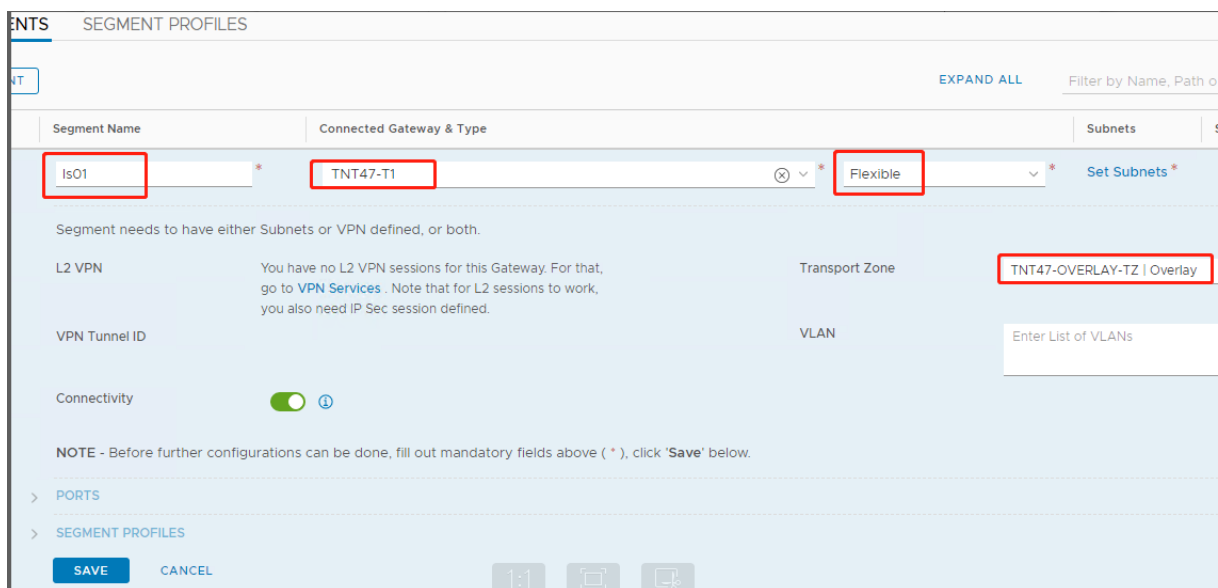 ENTS SEGMENT PROFILES
NT EXPAND ALL Filter by Name, Path o
Segment Name Connected Gateway & Type Subnets S
ls01 * TNT47-T1 * Flexible * Set Subnets *
Segment needs to have either Subnets or VPN defined, or both.
L2 VPN You have no L2 VPN sessions for this Gateway. For that, Transport Zone TNT47-OVERLAY-TZ | Overlay
go to VPN Services . Note that for L2 sessions to work,
you also need IP Sec session defined.
VPN Tunnel ID VLAN Enter List of VLANs
Connectivity
NOTE - Before further configurations can be done, fill out mandatory fields above ( * ), click 'Save' below.
PORTS
SEGMENT PROFILES
SAVE CANCEL
1:1